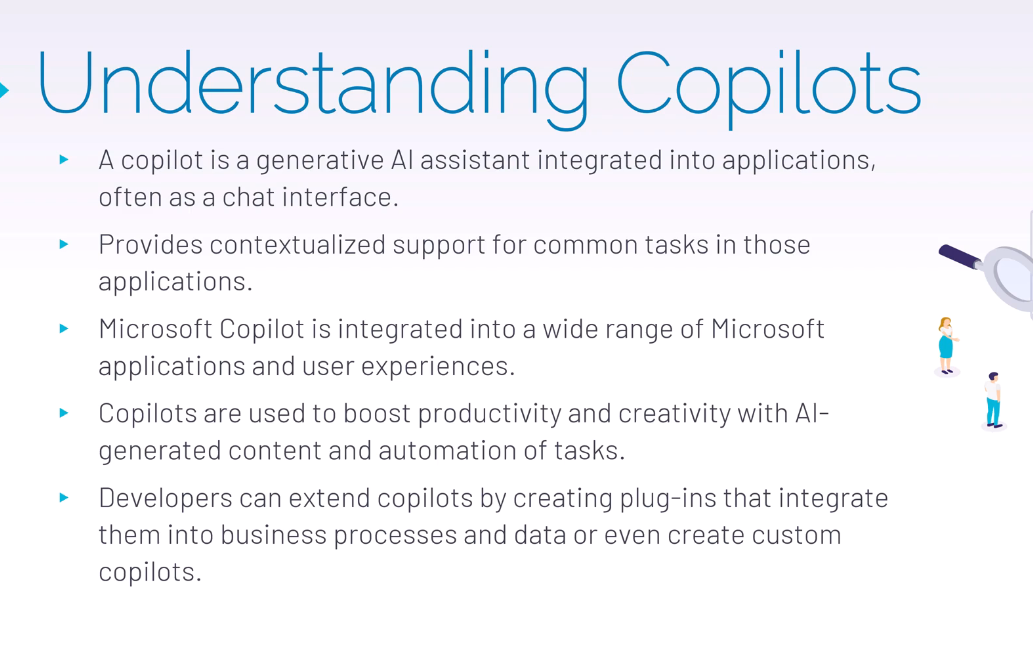 Understanding Copilots
A copilot is a generative AI assistant integrated into applications,
often as a chat interface.
Provides contextualized support for common tasks in those
applications.
Microsoft Copilot is integrated into a wide range of Microsoft
applications and user experiences.
Copilots are used to boost productivity and creativity with AI-
generated content and automation of tasks.
Developers can extend copilots by creating plug-ins that integrate
them into business processes and data or even create custom
copilots.